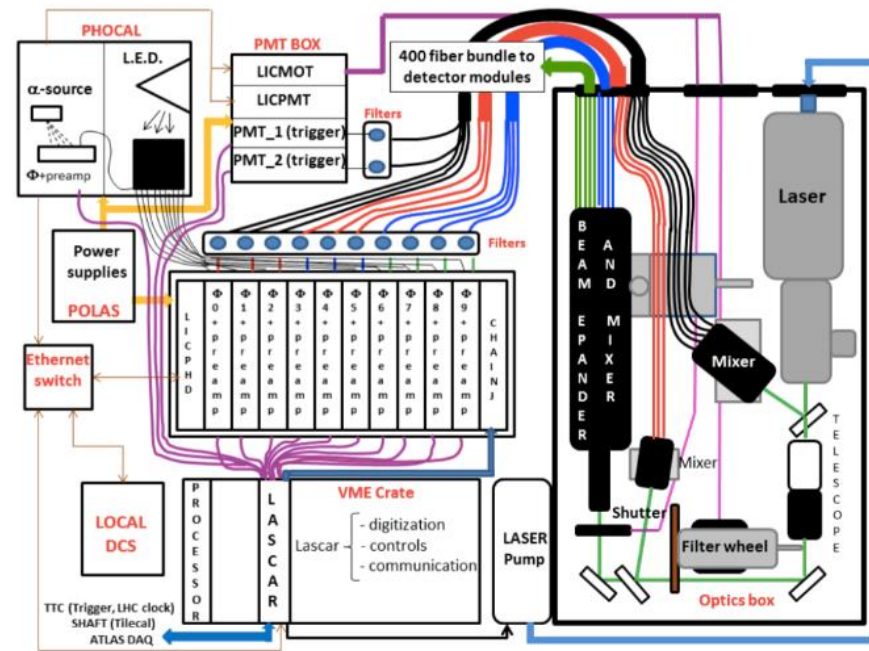 PHOCAL
L.E.D.
α-source
Φ+preamp
PMT BOX
LICMOT
LICPMT
PMT_1 (trigger)
PMT_2 (trigger)
Filters
400 fiber bundle to
detector modules
Laser
Filters
Power
supplies
POLAS
Ethernet
switch
LOCAL
DCS
LICPHD
Φ0+preamp
Φ1+preamp
Φ2+preamp
Φ3+preamp
Φ4+preamp
Φ5+preamp
Φ6+preamp
Φ7+preamp
Φ8+preamp
Φ9+preamp
CHAINJ
BEAM EPANDER
AND MIXER
Mixer
Mixer
TELESCOPE
Shutter
Filter wheel
Optics box
PROCESSOR
LASCAR
VME Crate
Lascar
- digitization
- controls
- communication
LASER
Pump
TTC (Trigger, LHC clock)
SHAFT (Tilecal)
ATLAS DAQ